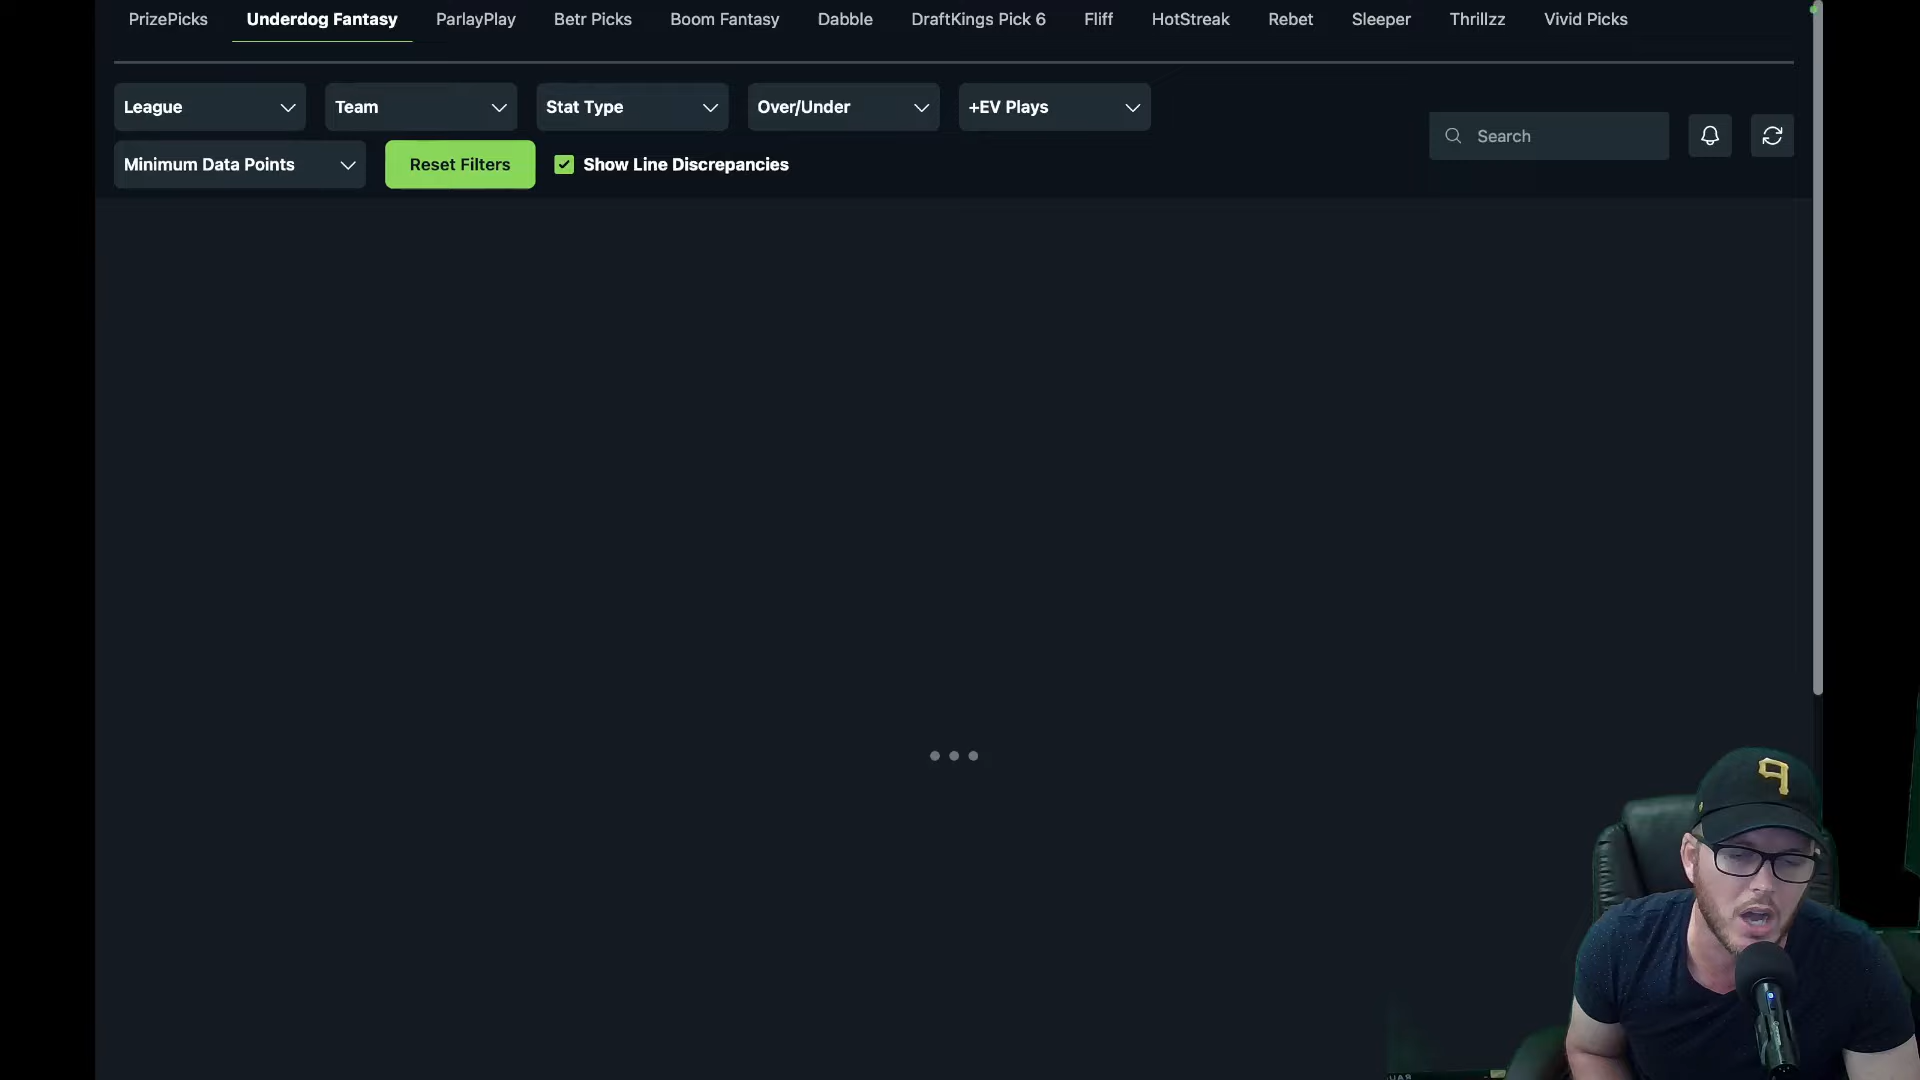 PrizePicks Underdog Fantasy ParlayPlay Betr Picks Boom Fantasy Dabble DraftKings Pick 6 Fliff HotStreak Rebet Sleeper Thrillzz Vivid Picks
League Team Stat Type Over/Under +EV Plays
Search
Minimum Data Points Reset Filters Show Line Discrepancies
P